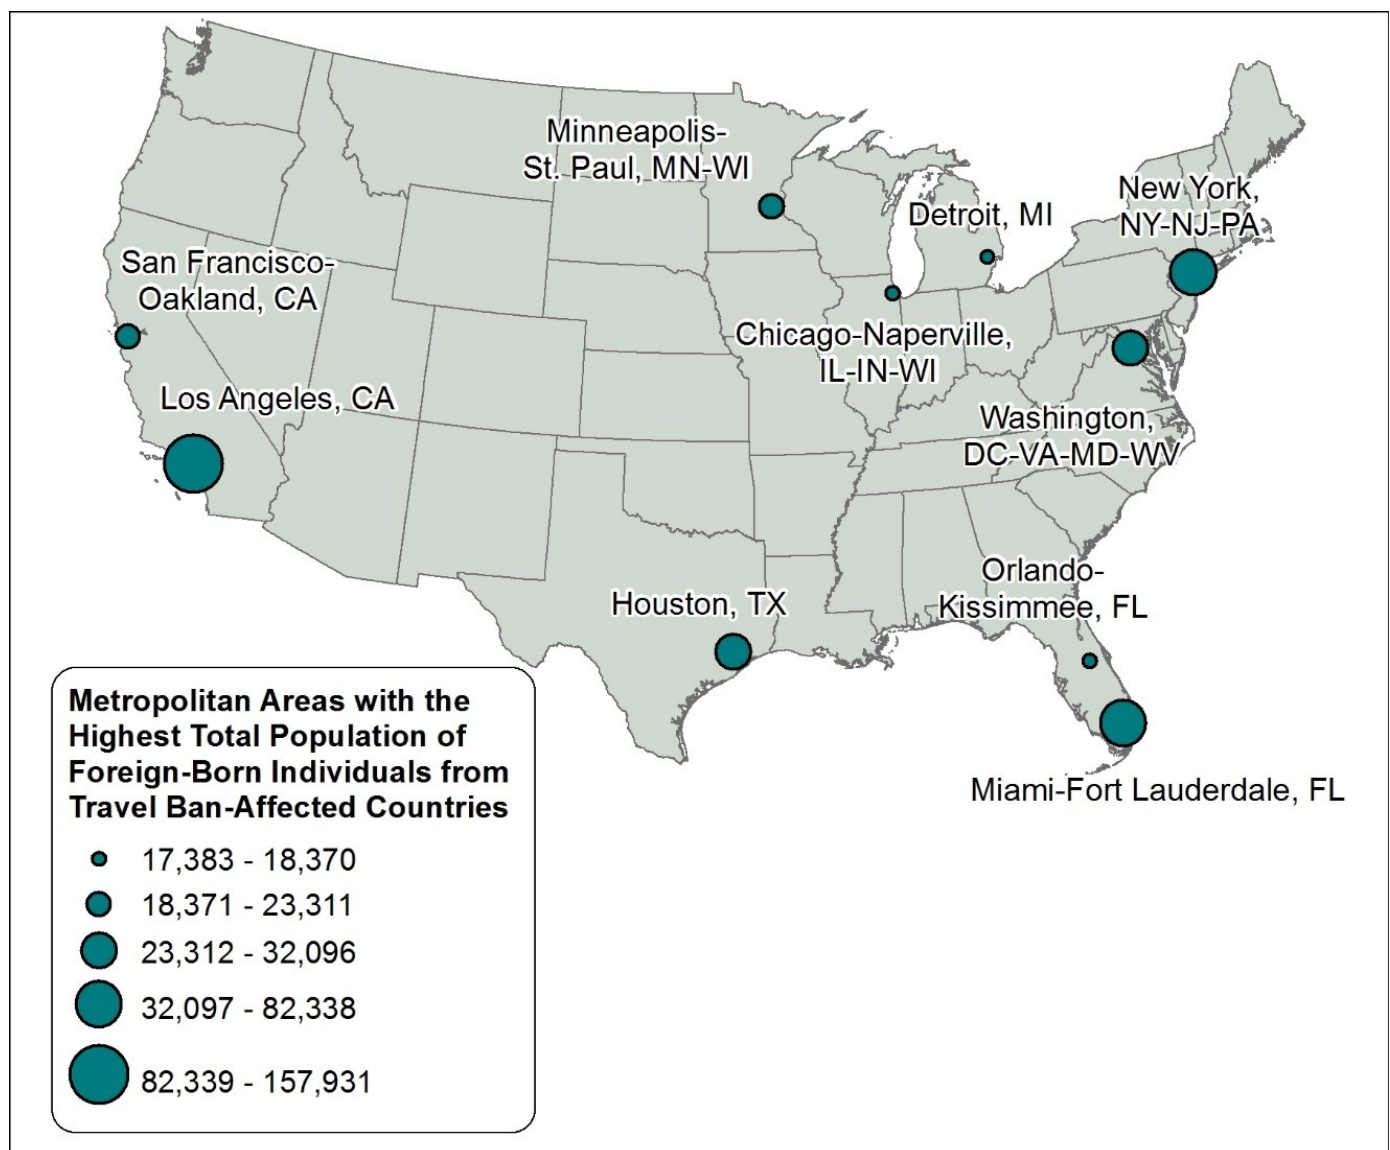 Minneapolis-
St. Paul, MN-WI
New York,
NY-NJ-PA
Detroit, MI
San Francisco-
Oakland, CA
Chicago-Naperville,
IL-IN-WI
Los Angeles, CA
Washington,
DC-VA-MD-WV
Orlando-
Kissimmee, FL
Houston, TX
Miami-Fort Lauderdale, FL
Metropolitan Areas with the
Highest Total Population of
Foreign-Born Individuals from
Travel Ban-Affected Countries
17,383 - 18,370
18,371 - 23,311
23,312 - 32,096
32,097 - 82,338
82,339 - 157,931